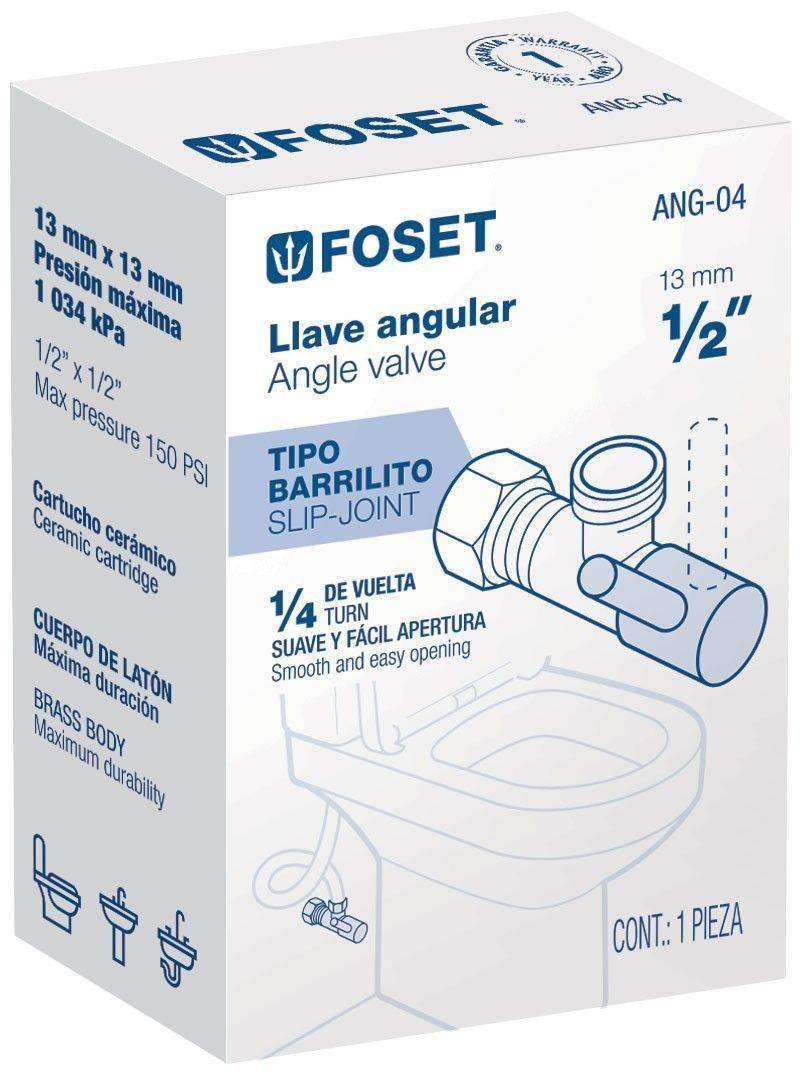 GARANTÍA • WARRANTY
1
YEAR • AÑO
FOSET®
ANG-04
13 mm x 13 mm
Presión máxima
1 034 kPa
1/2" x 1/2"
Max pressure 150 PSI
Cartucho cerámico
Ceramic cartridge
CUERPO DE LATÓN
Máxima duración
BRASS BODY
Maximum durability
FOSET®
ANG-04
Llave angular
Angle valve
13 mm
1/2"
TIPO
BARRILITO
SLIP-JOINT
1/4 DE VUELTA
TURN
SUAVE Y FÁCIL APERTURA
Smooth and easy opening
CONT.: 1 PIEZA